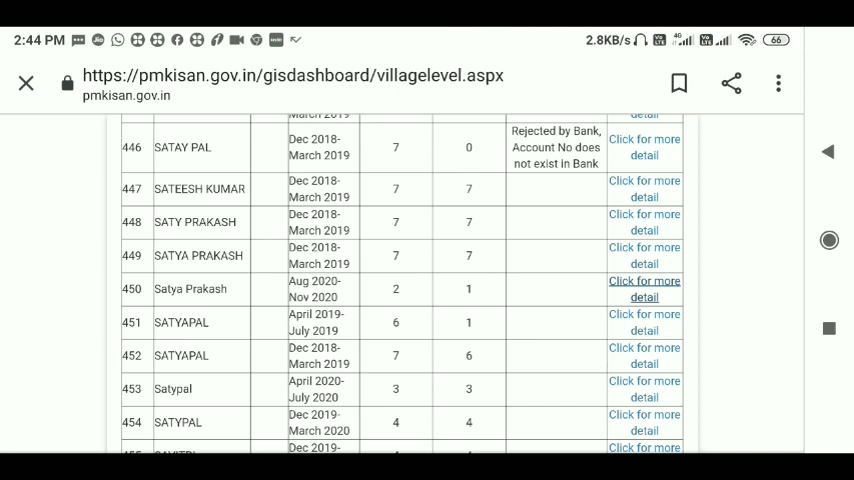 2:44 PM
2.8KB/s
4G
66
https://pmkisan.gov.in/gisdashboard/villagelevel.aspx
pmkisan.gov.in
March 2019 detail
446 SATAY PAL Dec 2018- March 2019 7 0 Rejected by Bank, Account No does not exist in Bank Click for more detail
447 SATEESH KUMAR Dec 2018- March 2019 7 7 Click for more detail
448 SATY PRAKASH Dec 2018- March 2019 7 7 Click for more detail
449 SATYA PRAKASH Dec 2018- March 2019 7 7 Click for more detail
450 Satya Prakash Aug 2020- Nov 2020 2 1 Click for more detail
451 SATYAPAL April 2019- July 2019 6 1 Click for more detail
452 SATYAPAL Dec 2018- March 2019 7 6 Click for more detail
453 Satypal April 2020- July 2020 3 3 Click for more detail
454 SATYPAL Dec 2019- March 2020 4 4 Click for more detail
Dec 2019- Click for more